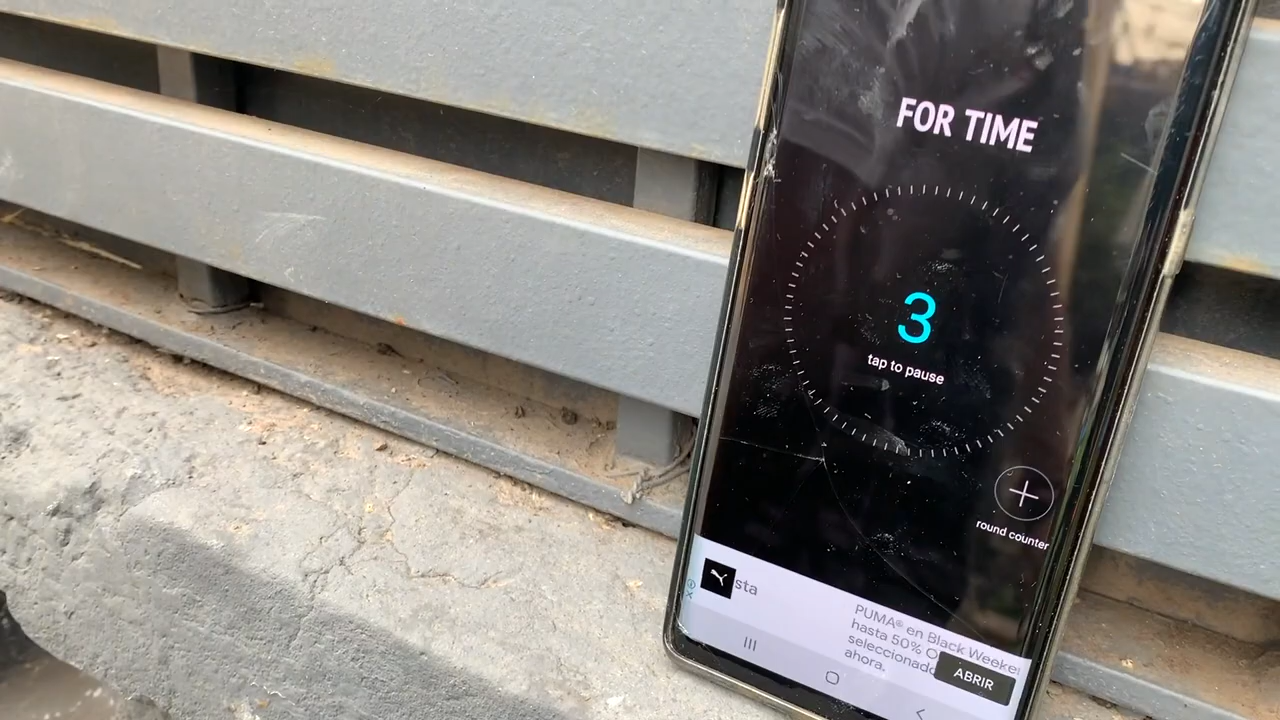 FOR TIME
3
tap to pause
round counter
sta
PUMA® en Black Weeke
hasta 50% O
seleccionado
ahora.
ABRIR